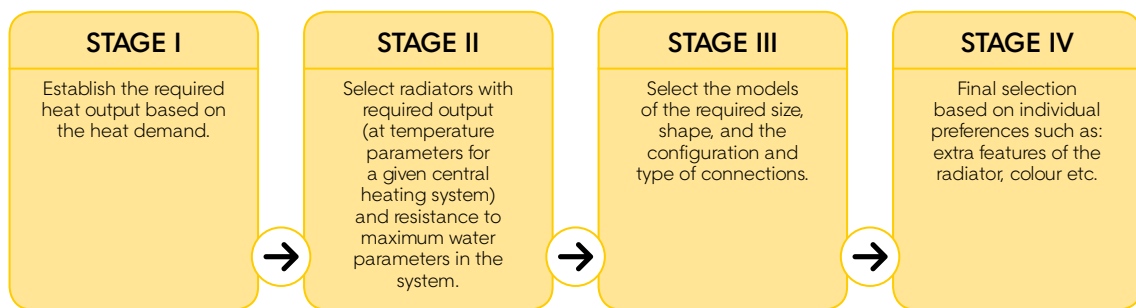 STAGE I
Establish the required
heat output based on
the heat demand.
STAGE II
Select radiators with
required output
(at temperature
parameters for
a given central
heating system)
and resistance to
maximum water
parameters in the
system.
STAGE III
Select the models
of the required size,
shape, and the
configuration and
type of connections.
STAGE IV
Final selection
based on individual
preferences such as:
extra features of the
radiator, colour etc.